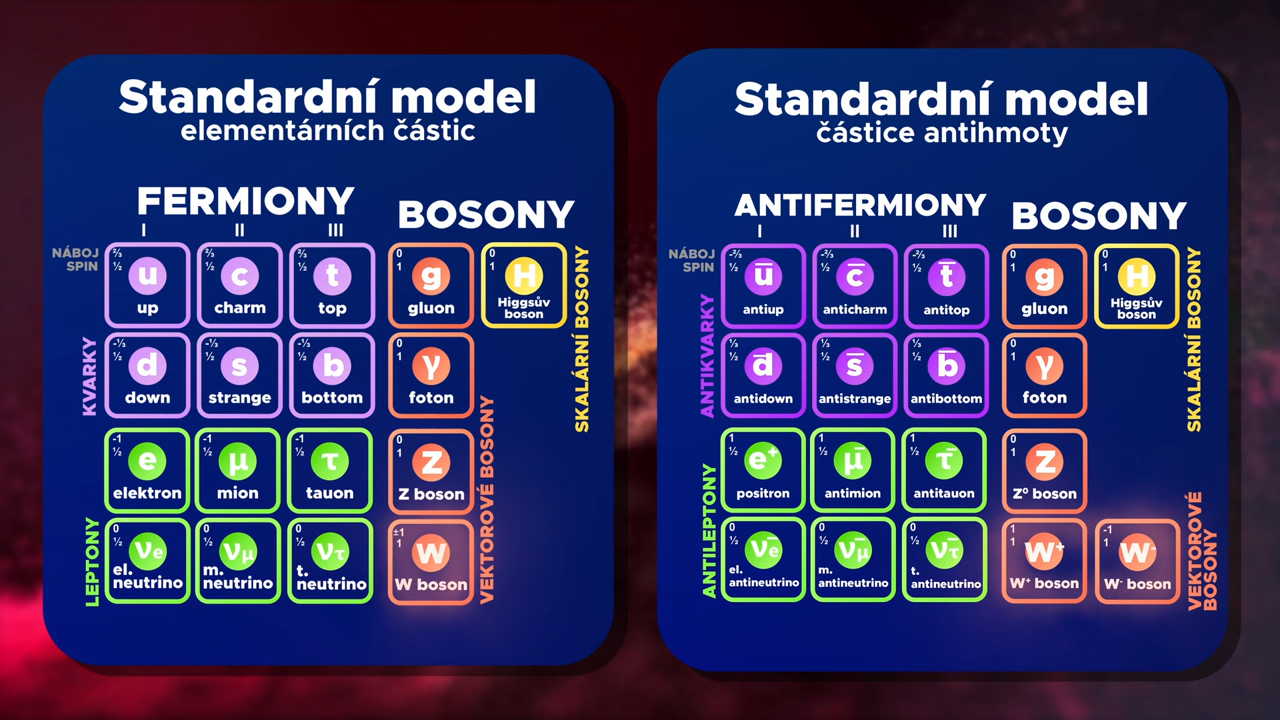 Standardní model
elementárních částic
FERMIONY
BOSONY
I II III
NÁBOJ
SPIN
⅔
½
u
up
⅔
½
c
charm
⅔
½
t
top
0
1
g
gluon
0
1
H
Higgsův
boson
KVARKY
-⅓
½
d
down
-⅓
½
s
strange
-⅓
½
b
bottom
0
1
γ
foton
SKALÁRNÍ BOSONY
LEPTONY
-1
½
e
elektron
-1
½
μ
mion
-1
½
τ
tauon
0
1
Z
Z boson
0
½
νe
el.
neutrino
0
½
νμ
m.
neutrino
0
½
ντ
t.
neutrino
±1
1
W
W boson
VEKTOROVÉ BOSONY
Standardní model
částice antihmoty
ANTIFERMIONY
BOSONY
I II III
NÁBOJ
SPIN
-⅔
½
u̅
antiup
-⅔
½
c̅
anticharm
-⅔
½
t̅
antitop
0
1
g
gluon
0
1
H
Higgsův
boson
ANTIKVARKY
⅓
½
d̅
antidown
⅓
½
s̅
antistrange
⅓
½
b̅
antibottom
0
1
γ
foton
SKALÁRNÍ BOSONY
ANTILEPTONY
1
½
e⁺
positron
1
½
μ̅
antimion
1
½
τ̅
antitauon
0
1
Z
Z⁰ boson
0
½
ν̅e
el.
antineutrino
0
½
ν̅μ
m.
antineutrino
0
½
ν̅τ
t.
antineutrino
1
1
W⁺
W⁺ boson
-1
1
W⁻
W⁻ boson
VEKTOROVÉ
BOSONY